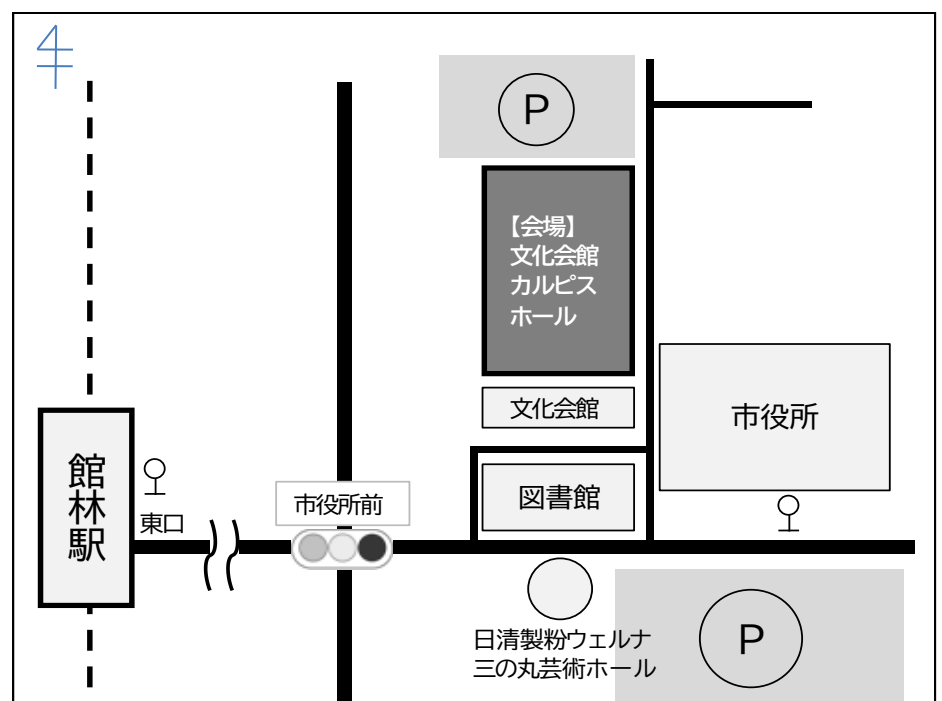 P
【会場】
文化会館
カルピス
ホール
文化会館
市役所
館林駅
東口
市役所前
図書館
日清製粉ウェルナ
三の丸芸術ホール
P